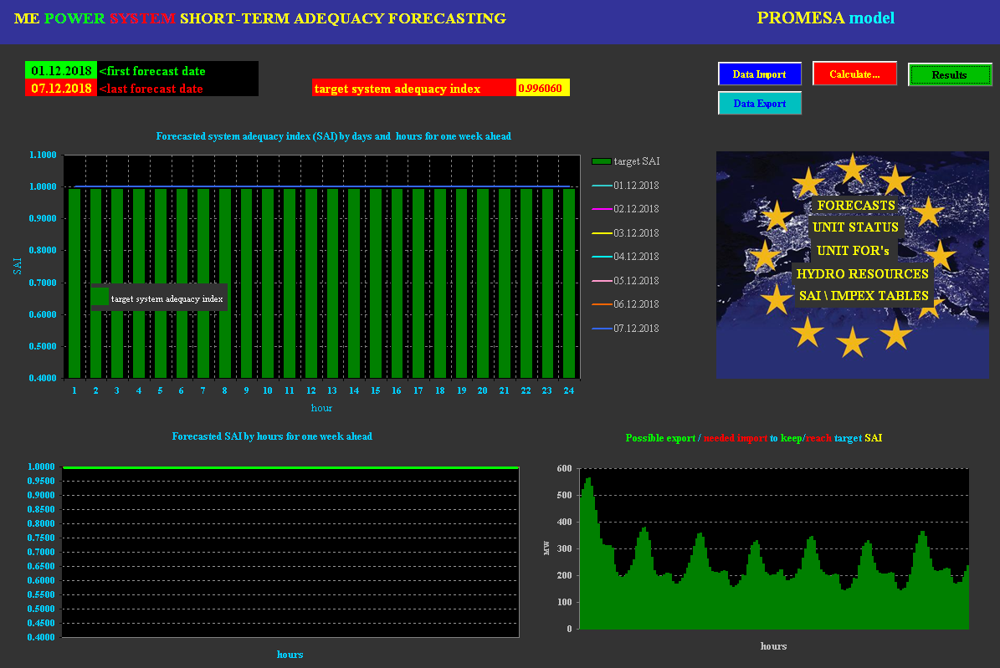 ME POWER SYSTEM SHORT-TERM ADEQUACY FORECASTING
PROMESA model
01.12.2018 <first forecast date
07.12.2018 <last forecast date
target system adequacy index 0.996060
Data Import
Calculate...
Results
Data Export
Forecasted system adequacy index (SAI) by days and hours for one week ahead
SAI
1.1000
1.0000
0.9000
0.8000
0.7000
0.6000
0.5000
0.4000
target system adequacy index
1 2 3 4 5 6 7 8 9 10 11 12 13 14 15 16 17 18 19 20 21 22 23 24
hour
target SAI
01.12.2018
02.12.2018
03.12.2018
04.12.2018
05.12.2018
06.12.2018
07.12.2018
FORECASTS
UNIT STATUS
UNIT FOR's
HYDRO RESOURCES
SAI \ IMPEX TABLES
Forecasted SAI by hours for one week ahead
1.0000
0.9500
0.9000
0.8500
0.8000
0.7500
0.7000
0.6500
0.6000
0.5500
0.5000
0.4500
0.4000
hours
Possible export / needed import to keep/reach target SAI
MW
600
500
400
300
200
100
0
hours